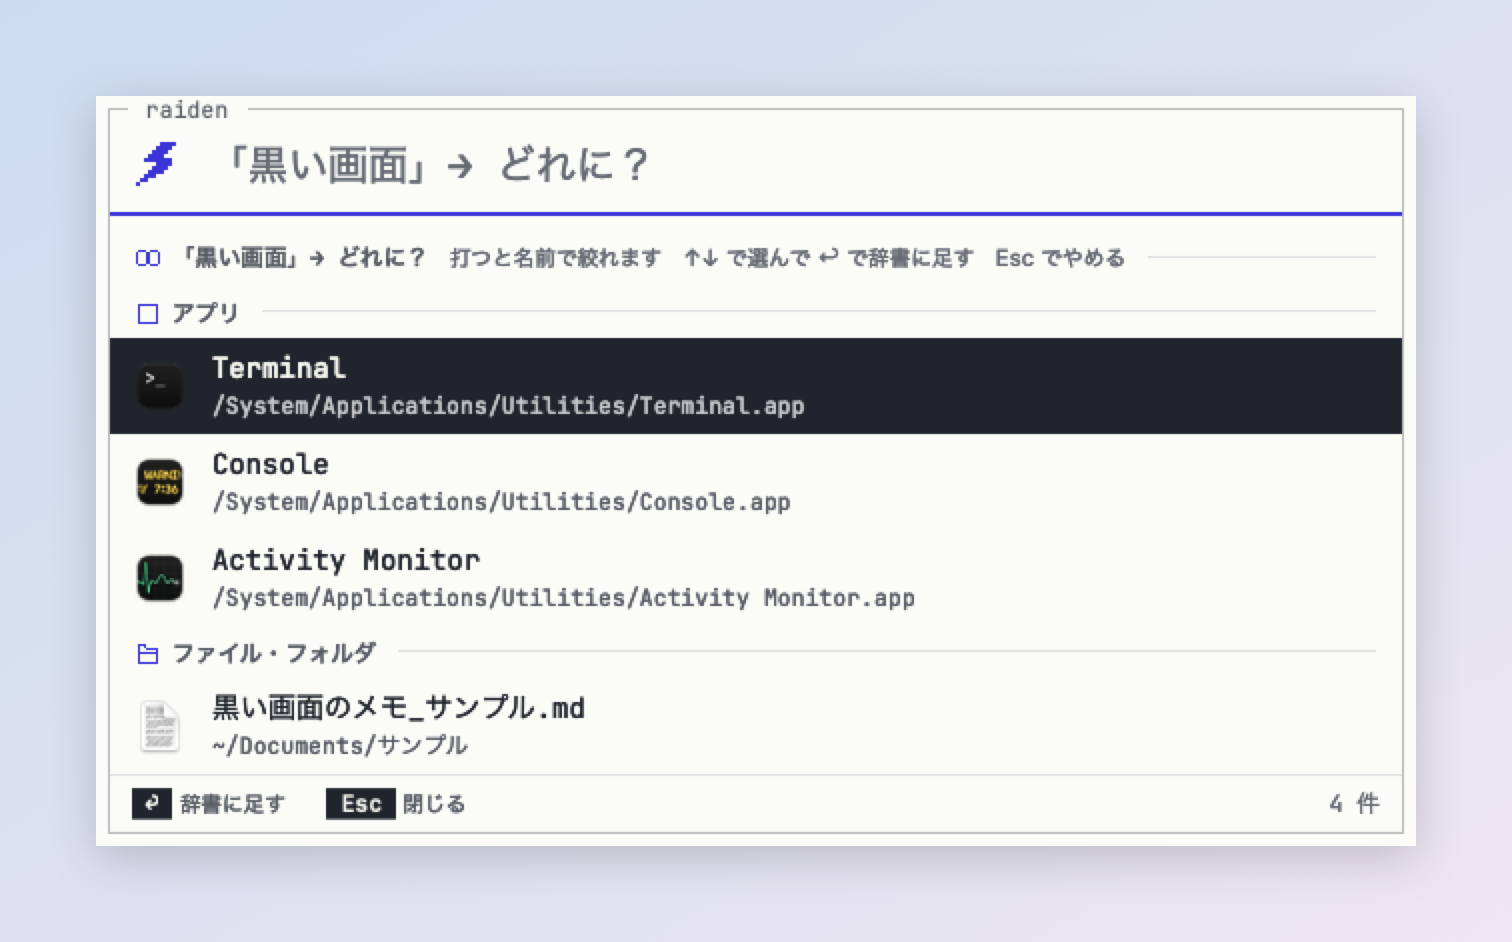 raiden
「黒い画面」→ どれに？
「黒い画面」→ どれに？ 打つと名前で絞れます ↑↓ で選んで ⏎ で辞書に足す Esc でやめる
アプリ
>_
Terminal
/System/Applications/Utilities/Terminal.app
WARNI
7:36
Console
/System/Applications/Utilities/Console.app
Activity Monitor
/System/Applications/Utilities/Activity Monitor.app
ファイル・フォルダ
黒い画面のメモ_サンプル.md
~/Documents/サンプル
⏎ 辞書に足す Esc 閉じる 4 件